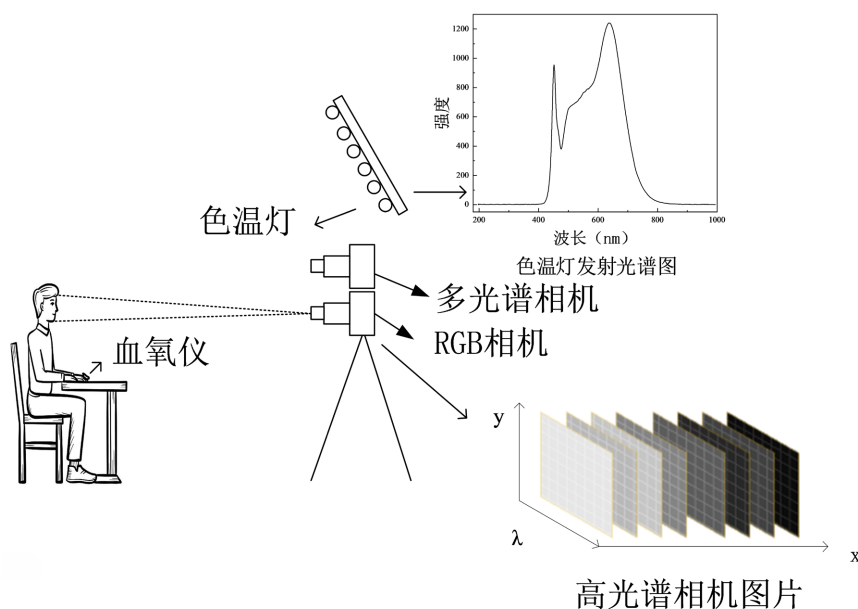 1200
1000
800
600
400
200
0
强度
200
400
600
800
1000
波长（nm）
色温灯发射光谱图
色温灯
多光谱相机
RGB相机
血氧仪
y
λ
x
高光谱相机图片